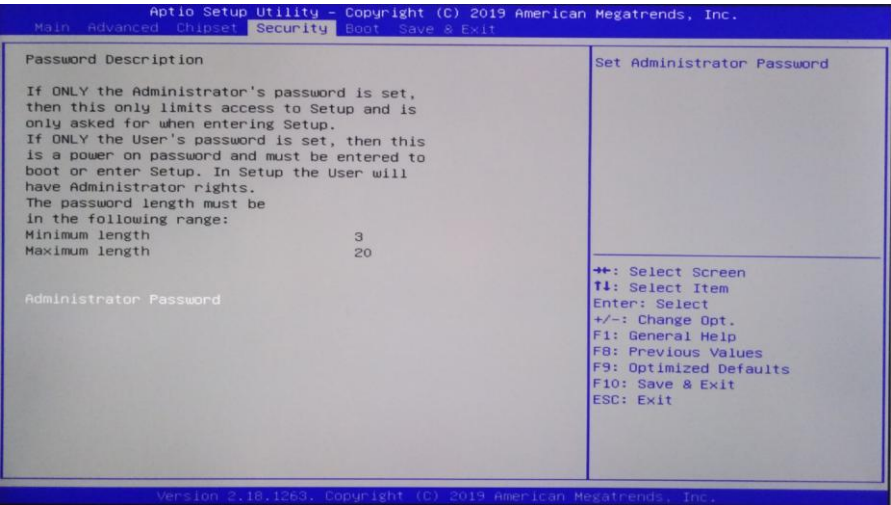 Aptio Setup Utility – Copyright (C) 2019 American Megatrends, Inc.
Main Advanced Chipset Security Boot Save & Exit
Password Description
If ONLY the Administrator's password is set,
then this only limits access to Setup and is
only asked for when entering Setup.
If ONLY the User's password is set, then this
is a power on password and must be entered to
boot or enter Setup. In Setup the User will
have Administrator rights.
The password length must be
in the following range:
Minimum length 3
Maximum length 20
Administrator Password
Set Administrator Password
→←: Select Screen
↑↓: Select Item
Enter: Select
+/-: Change Opt.
F1: General Help
F8: Previous Values
F9: Optimized Defaults
F10: Save & Exit
ESC: Exit
Version 2.18.1263. Copyright (C) 2019 American Megatrends, Inc.